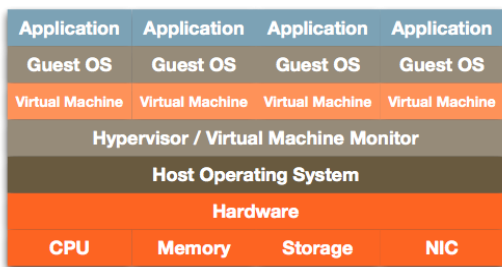 Application Application Application Application
Guest OS Guest OS Guest OS Guest OS
Virtual Machine Virtual Machine Virtual Machine Virtual Machine
Hypervisor / Virtual Machine Monitor
Host Operating System
Hardware
CPU Memory Storage NIC